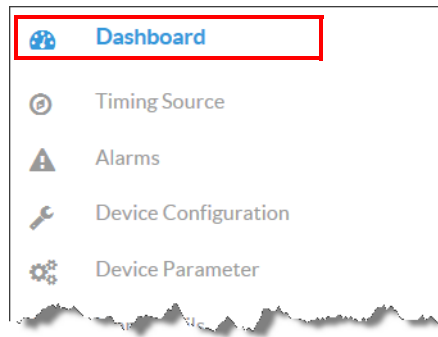 Dashboard
Timing Source
Alarms
Device Configuration
Device Parameter